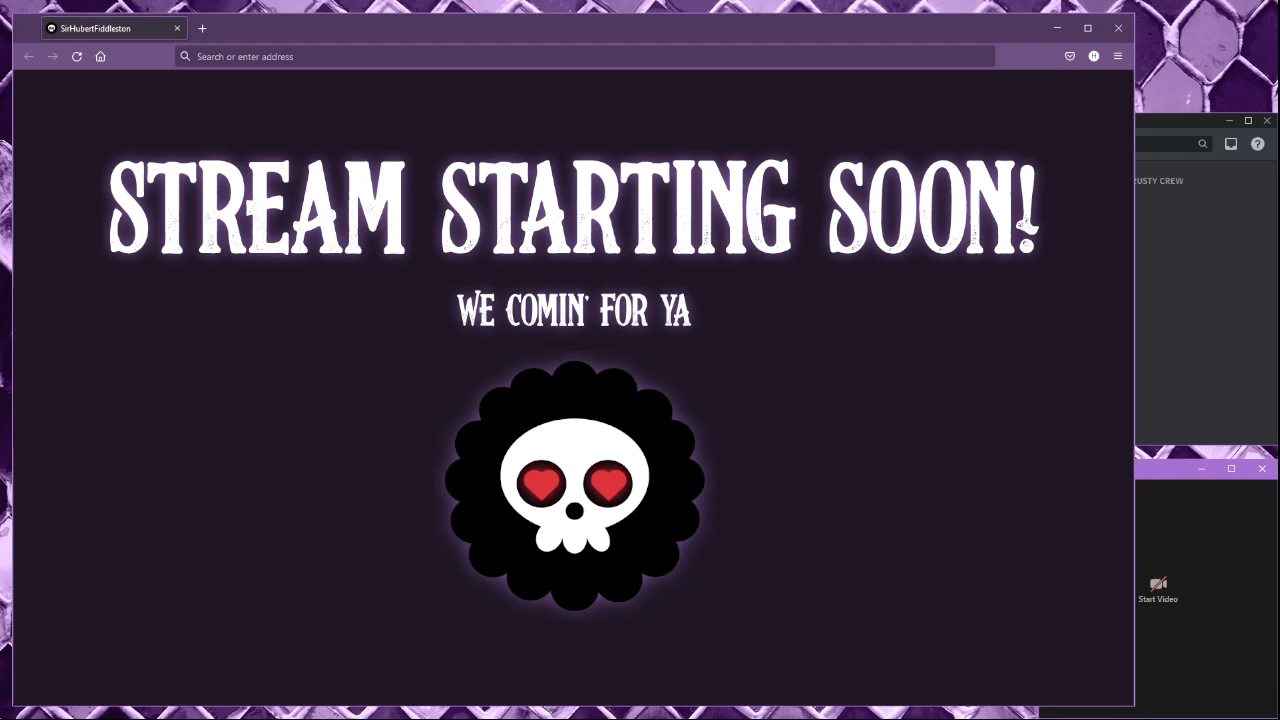 SirHubertFiddleston
Search or enter address
H
RUSTY CREW
STREAM STARTING SOON!
WE COMIN' FOR YA
Start Video